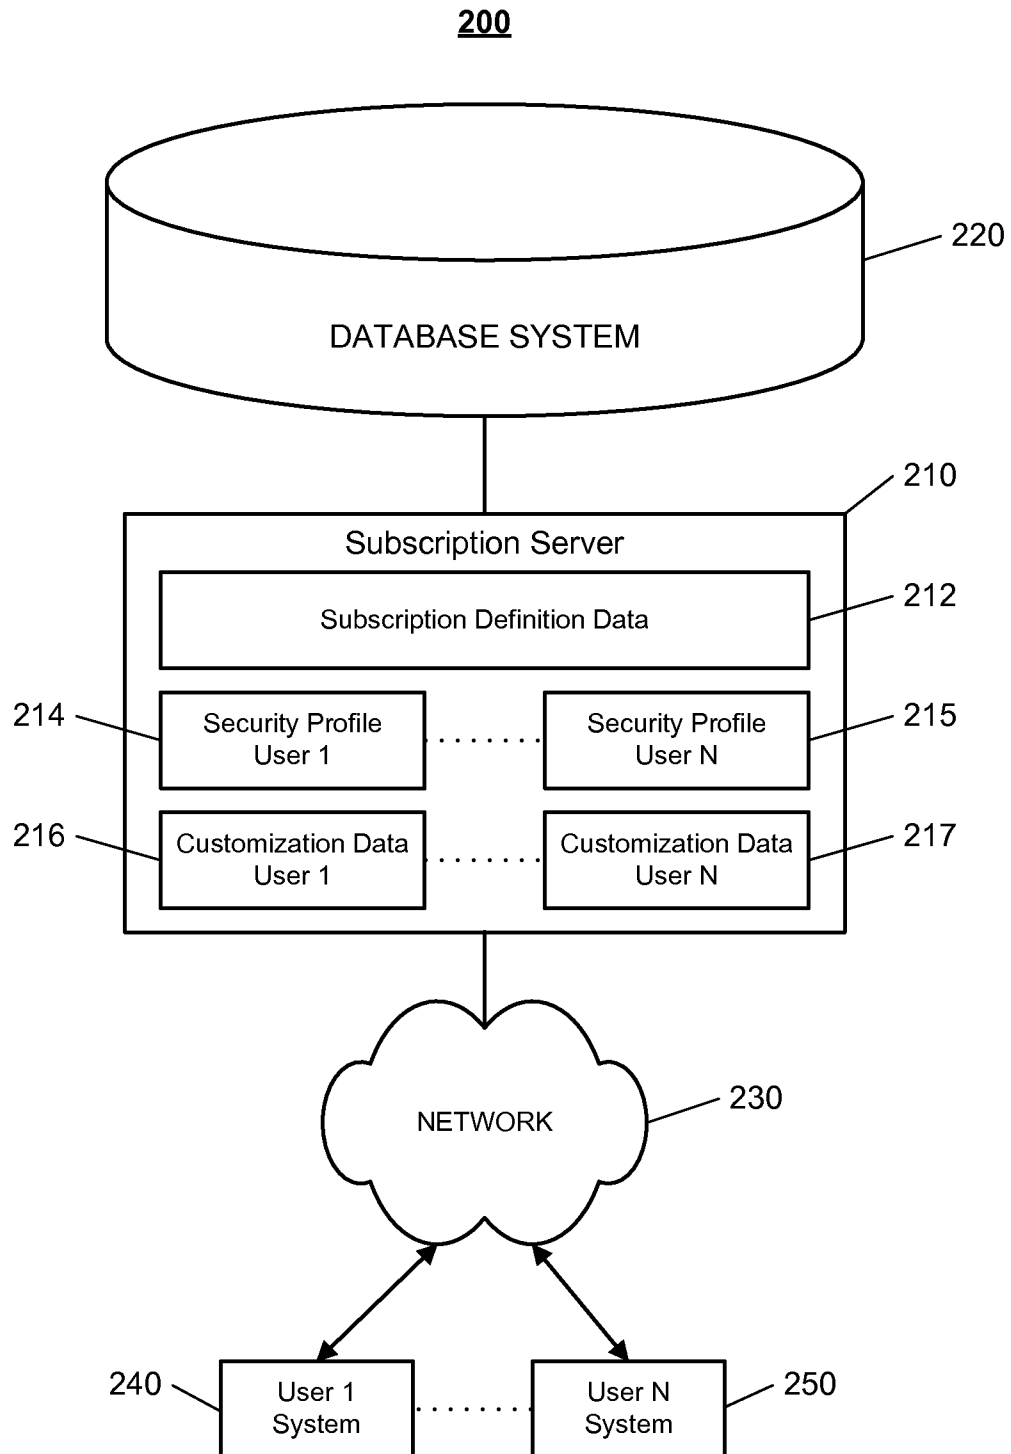 200
220
DATABASE SYSTEM
210
Subscription Server
212
Subscription Definition Data
214
Security Profile
User 1
Security Profile
User N
215
216
Customization Data
User 1
Customization Data
User N
217
NETWORK
230
240
User 1
System
User N
System
250